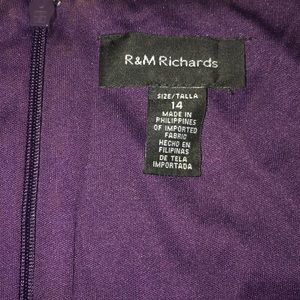 R&M Richards
SIZE/TALLA
14
MADE IN
PHILIPPINES
OF IMPORTED
FABRIC
HECHO EN
FILIPINAS
DE TELA
IMPORTADA